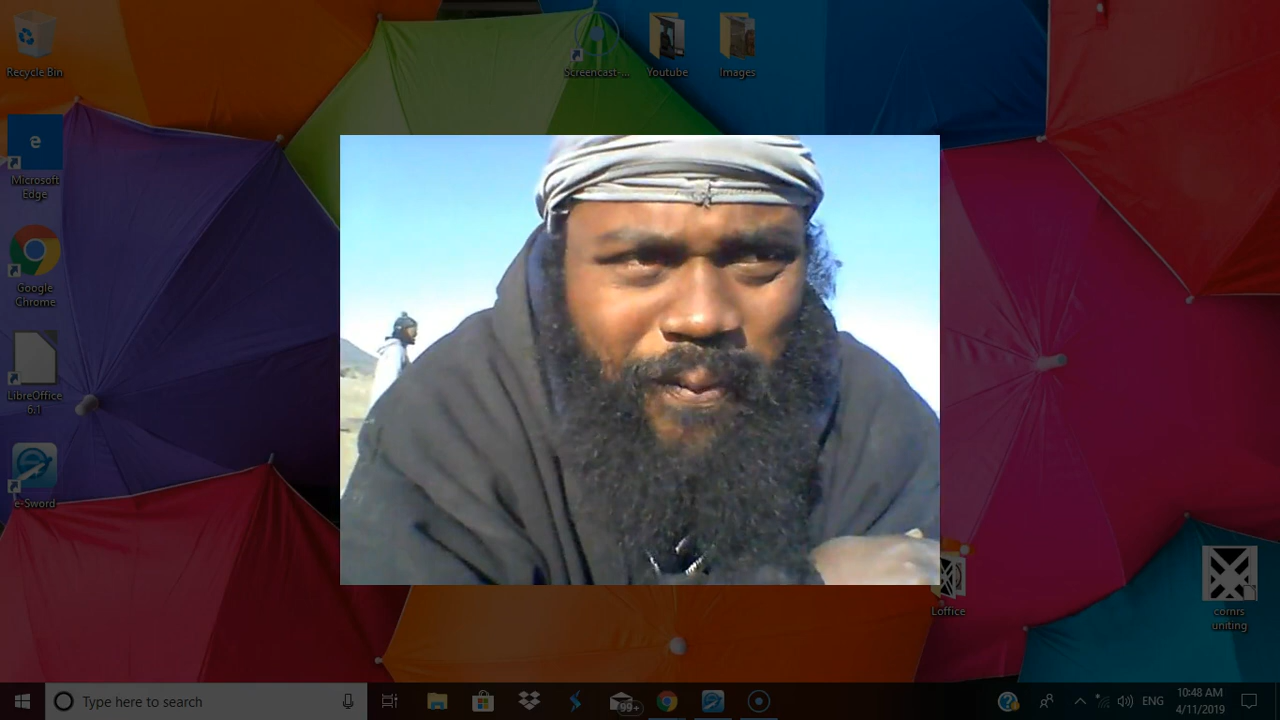 Recycle Bin
Screencast-...
Youtube
Images
Microsoft
Edge
Google
Chrome
LibreOffice
6.1
e-Sword
Loffice
cornrs
uniting
Type here to search
99+
ENG
10:48 AM
4/11/2019